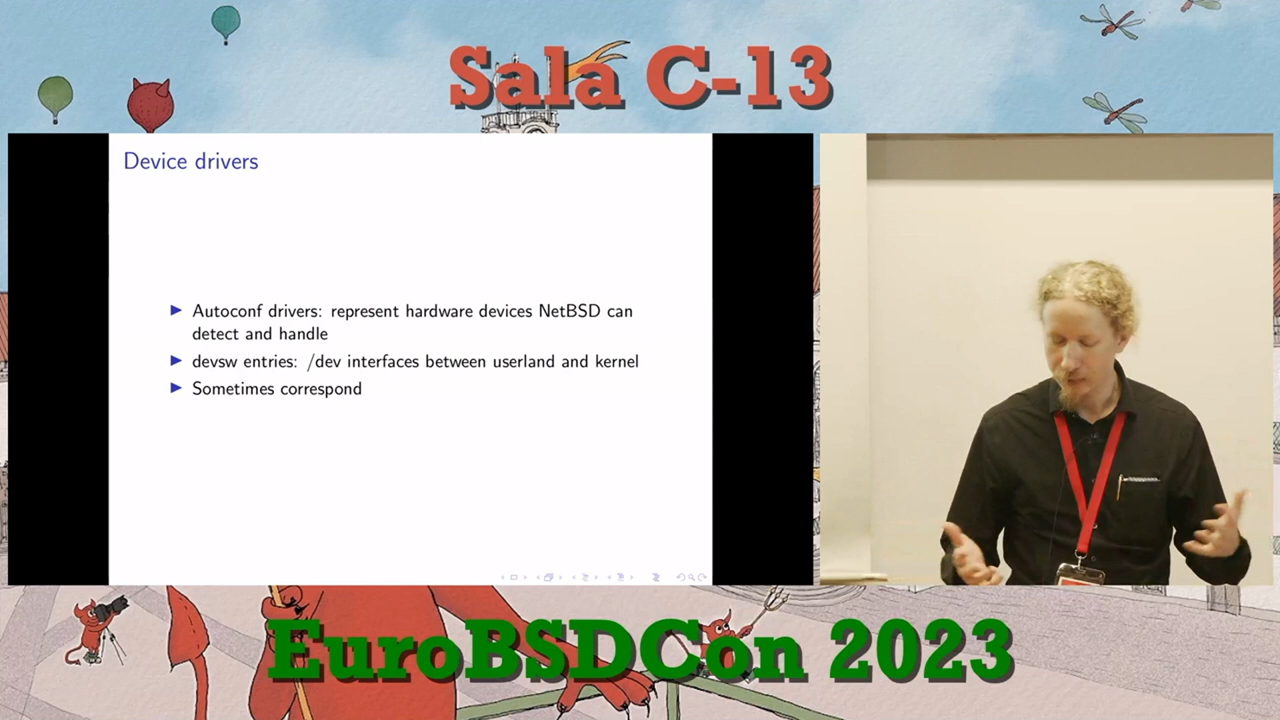 Sala C-13
Device drivers
Autoconf drivers: represent hardware devices NetBSD can
detect and handle
devsw entries: /dev interfaces between userland and kernel
Sometimes correspond
EuroBSDCon 2023